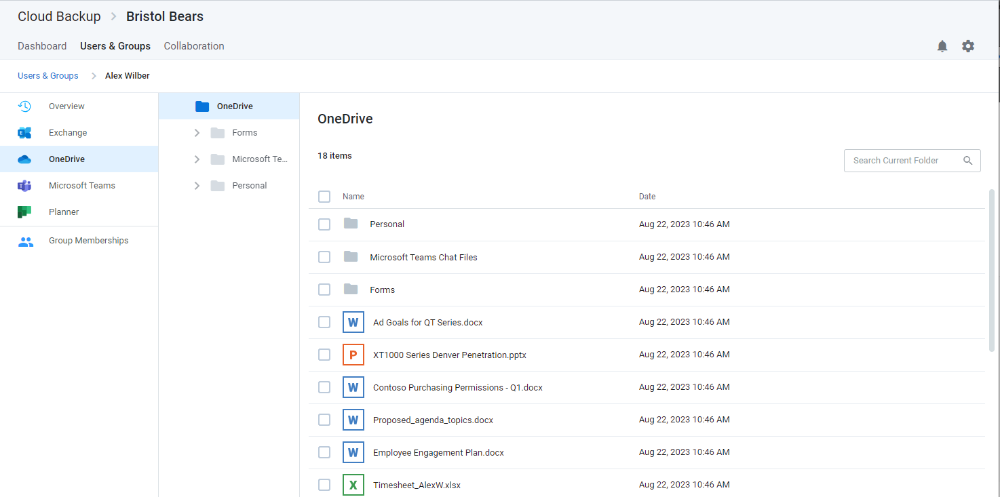 Cloud Backup > Bristol Bears
Dashboard Users & Groups Collaboration
Users & Groups > Alex Wilber
Overview
Exchange
OneDrive
Microsoft Teams
Planner
Group Memberships
OneDrive
Forms
Microsoft Te...
Personal
OneDrive
18 items
Search Current Folder
Name Date
Personal Aug 22, 2023 10:46 AM
Microsoft Teams Chat Files Aug 22, 2023 10:46 AM
Forms Aug 22, 2023 10:46 AM
W Ad Goals for QT Series.docx Aug 22, 2023 10:46 AM
P XT1000 Series Denver Penetration.pptx Aug 22, 2023 10:46 AM
W Contoso Purchasing Permissions - Q1.docx Aug 22, 2023 10:46 AM
W Proposed_agenda_topics.docx Aug 22, 2023 10:46 AM
W Employee Engagement Plan.docx Aug 22, 2023 10:46 AM
X Timesheet_AlexW.xlsx Aug 22, 2023 10:46 AM